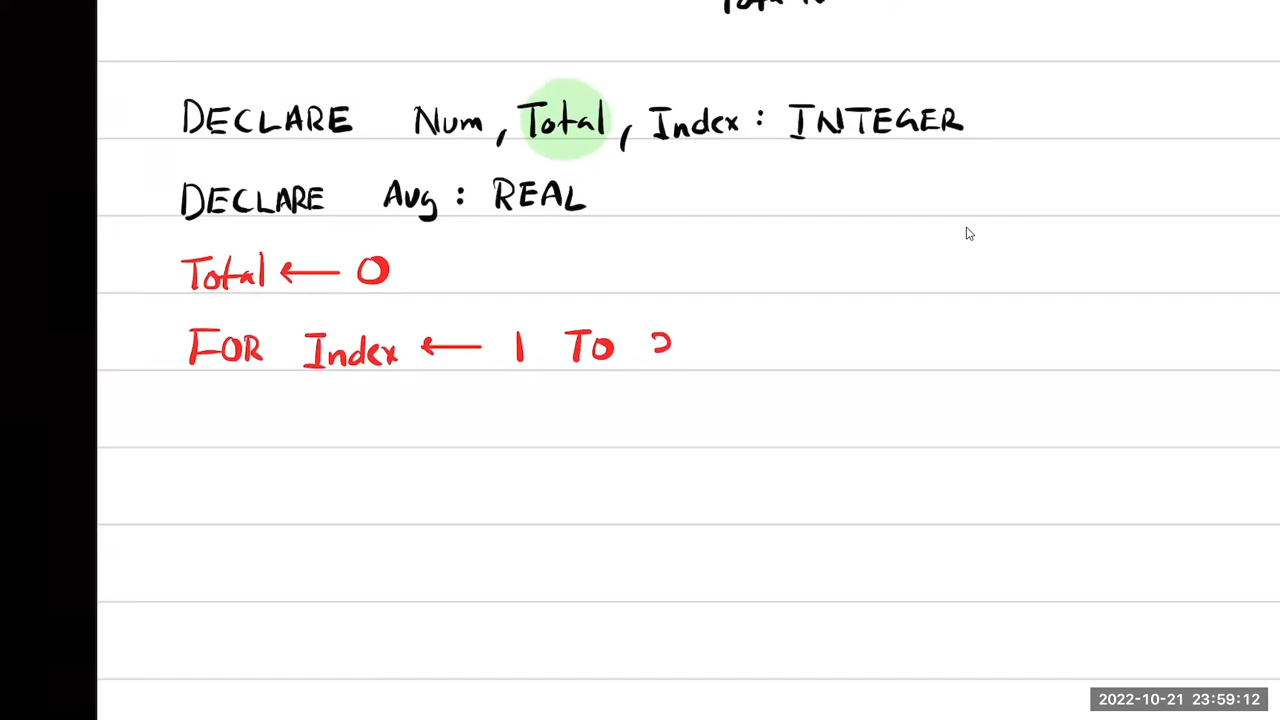 DECLARE Num, Total, Index : INTEGER
DECLARE Avg : REAL
Total ← 0
FOR Index ← 1 TO
2022-10-21 23:59:12